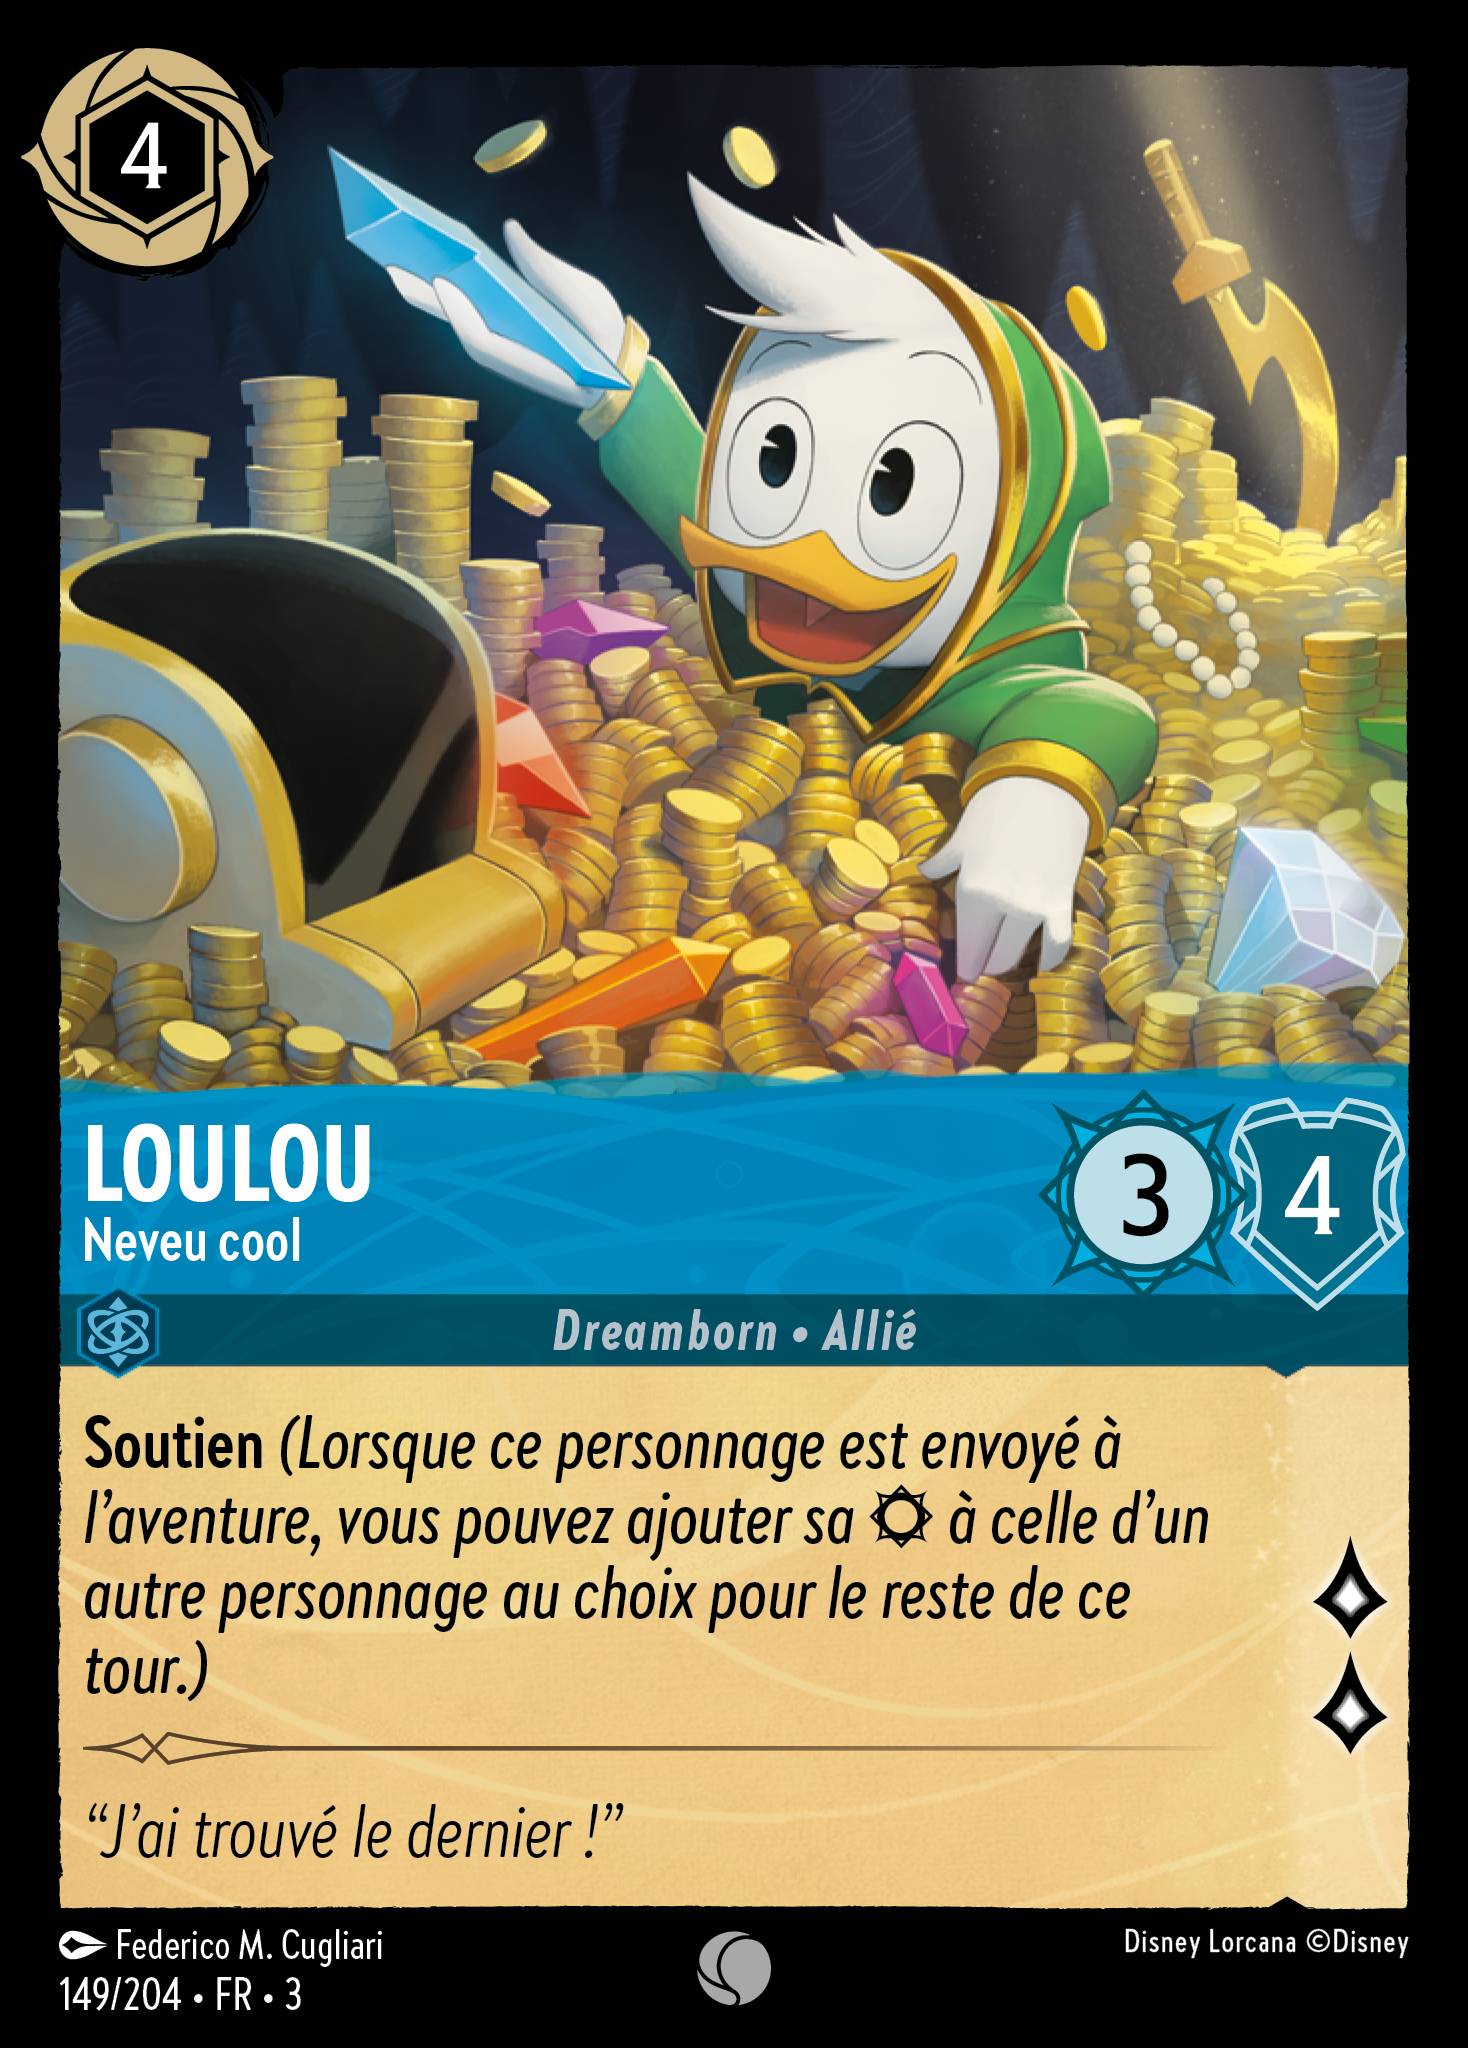 4
LOULOU
Neveu cool
3
4
Dreamborn • Allié
Soutien (Lorsque ce personnage est envoyé à
l’aventure, vous pouvez ajouter sa à celle d’un
autre personnage au choix pour le reste de ce
tour.)
“J’ai trouvé le dernier !”
Federico M. Cugliari
Disney Lorcana ©Disney
149/204 • FR • 3